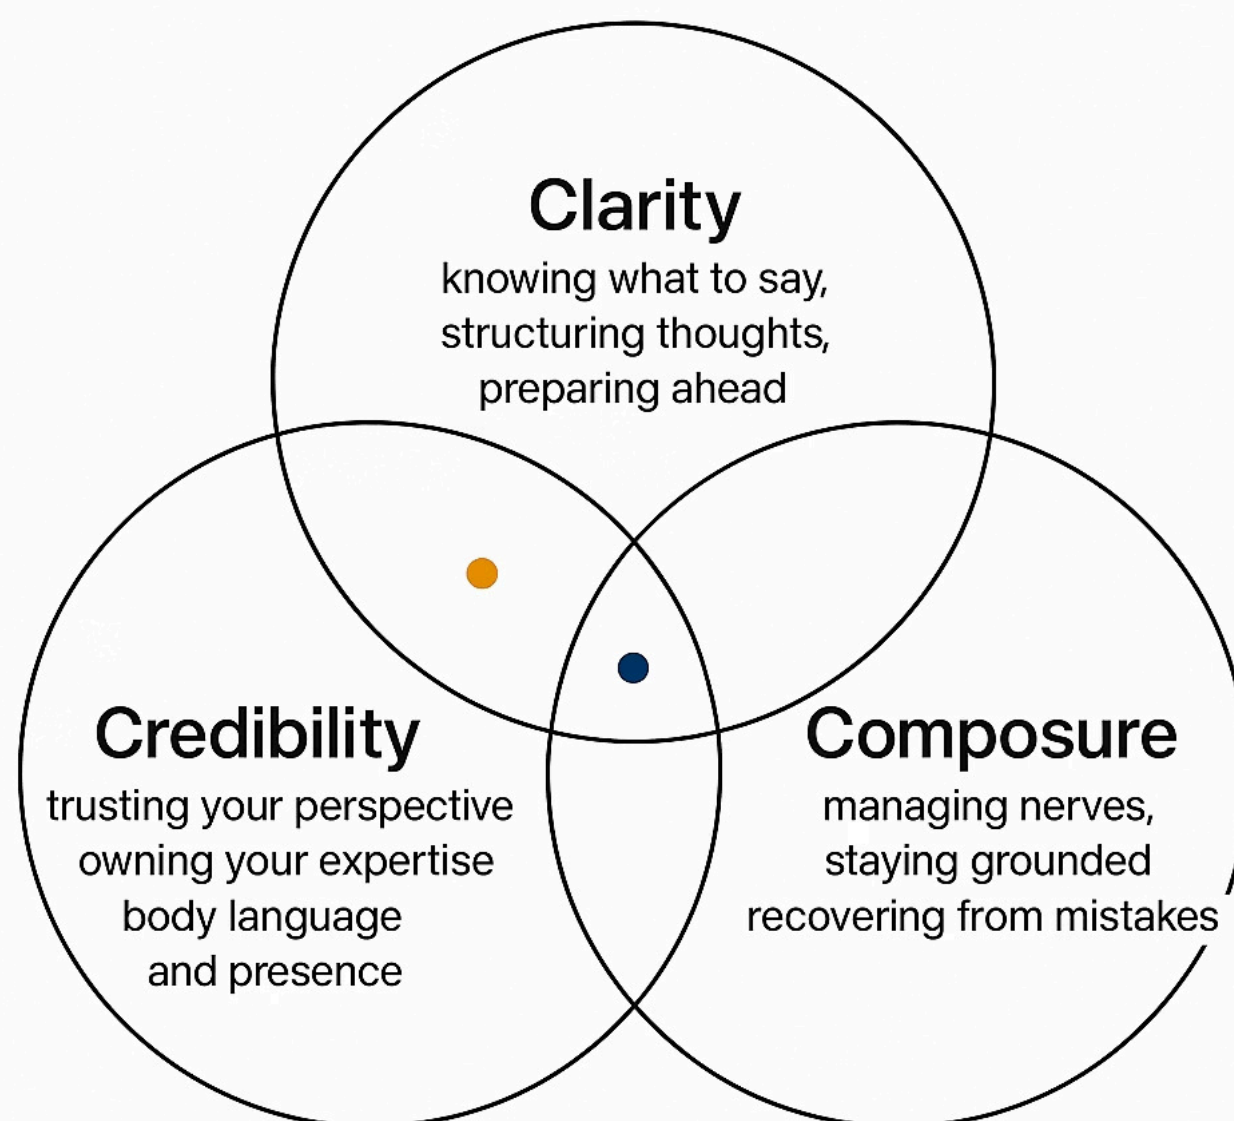 Clarity
knowing what to say,
structuring thoughts,
preparing ahead
Credibility
trusting your perspective
owning your expertise
body language
and presence
Composure
managing nerves,
staying grounded
recovering from mistakes